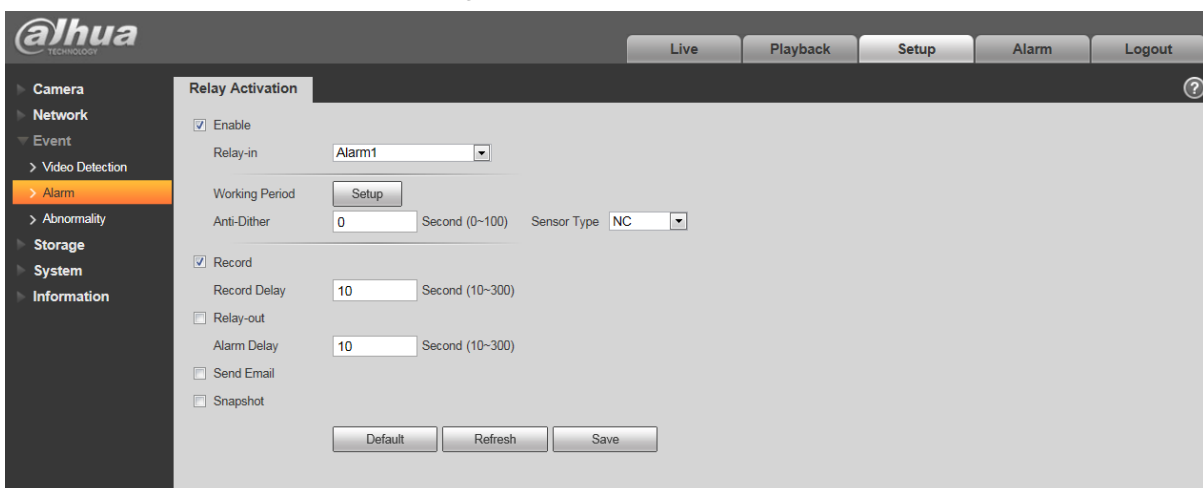 alhua
TECHNOLOGY
Live Playback Setup Alarm Logout
Camera
Network
Event
Video Detection
Alarm
Abnormality
Storage
System
Information
Relay Activation
?
Enable
Relay-in Alarm1
Working Period Setup
Anti-Dither 0 Second (0~100) Sensor Type NC
Record
Record Delay 10 Second (10~300)
Relay-out
Alarm Delay 10 Second (10~300)
Send Email
Snapshot
Default Refresh Save